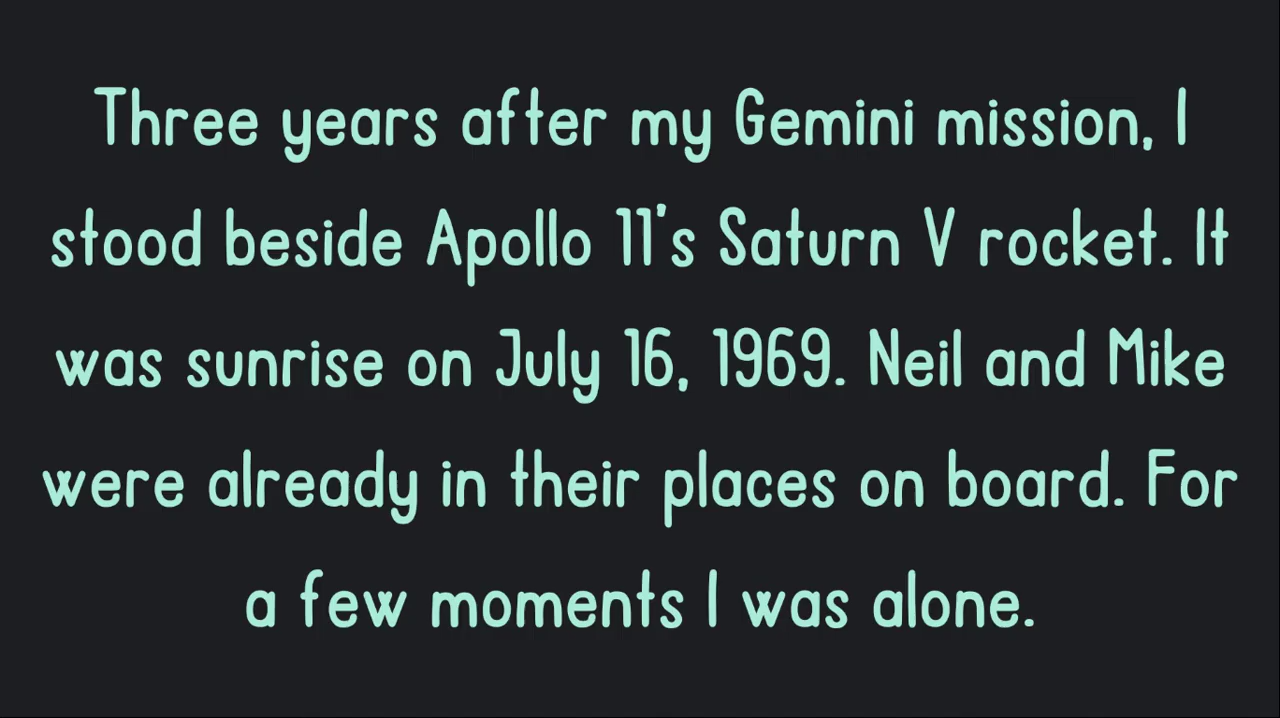 Three years after my Gemini mission, I
stood beside Apollo 11's Saturn V rocket. It
was sunrise on July 16, 1969. Neil and Mike
were already in their places on board. For
a few moments I was alone.